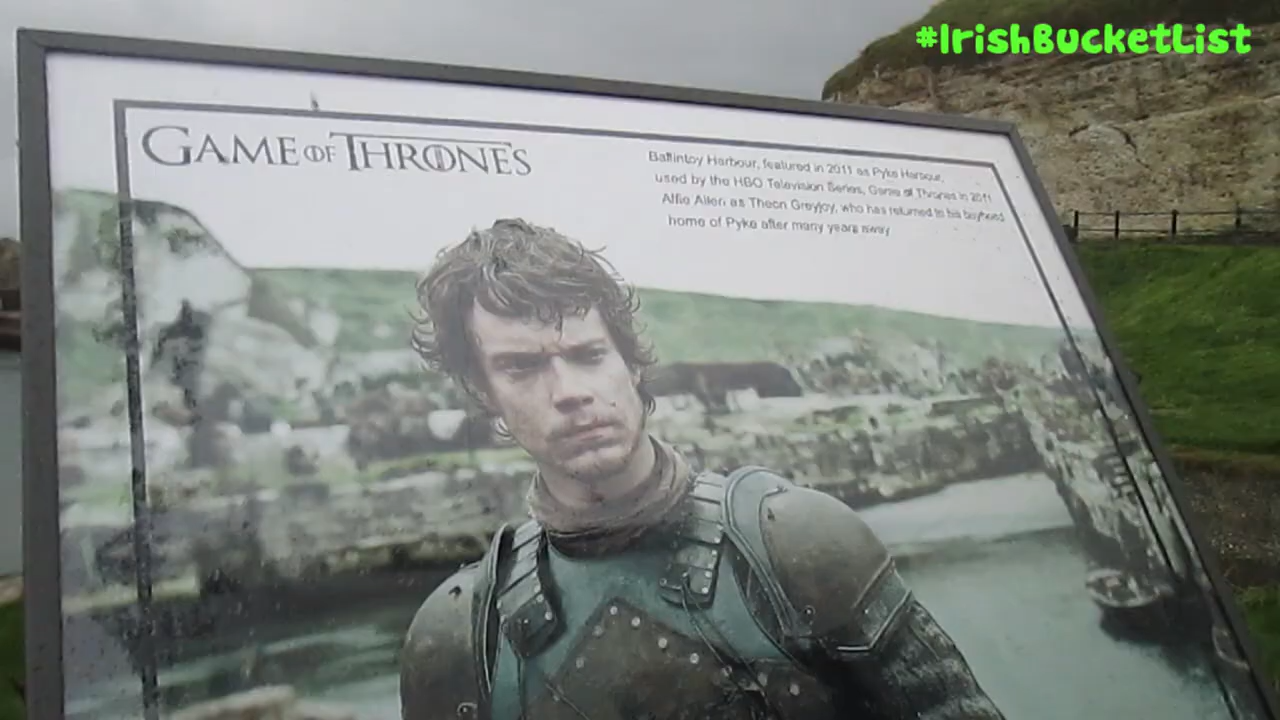 #IrishBucketList
GAME OF THRONES
Ballintoy Harbour, featured in 2011 as Pyke Harbour,
used by the HBO Television Series, Game of Thrones in 2011
Alfie Allen as Theon Greyjoy, who has returned to his boyhood
home of Pyke after many years away